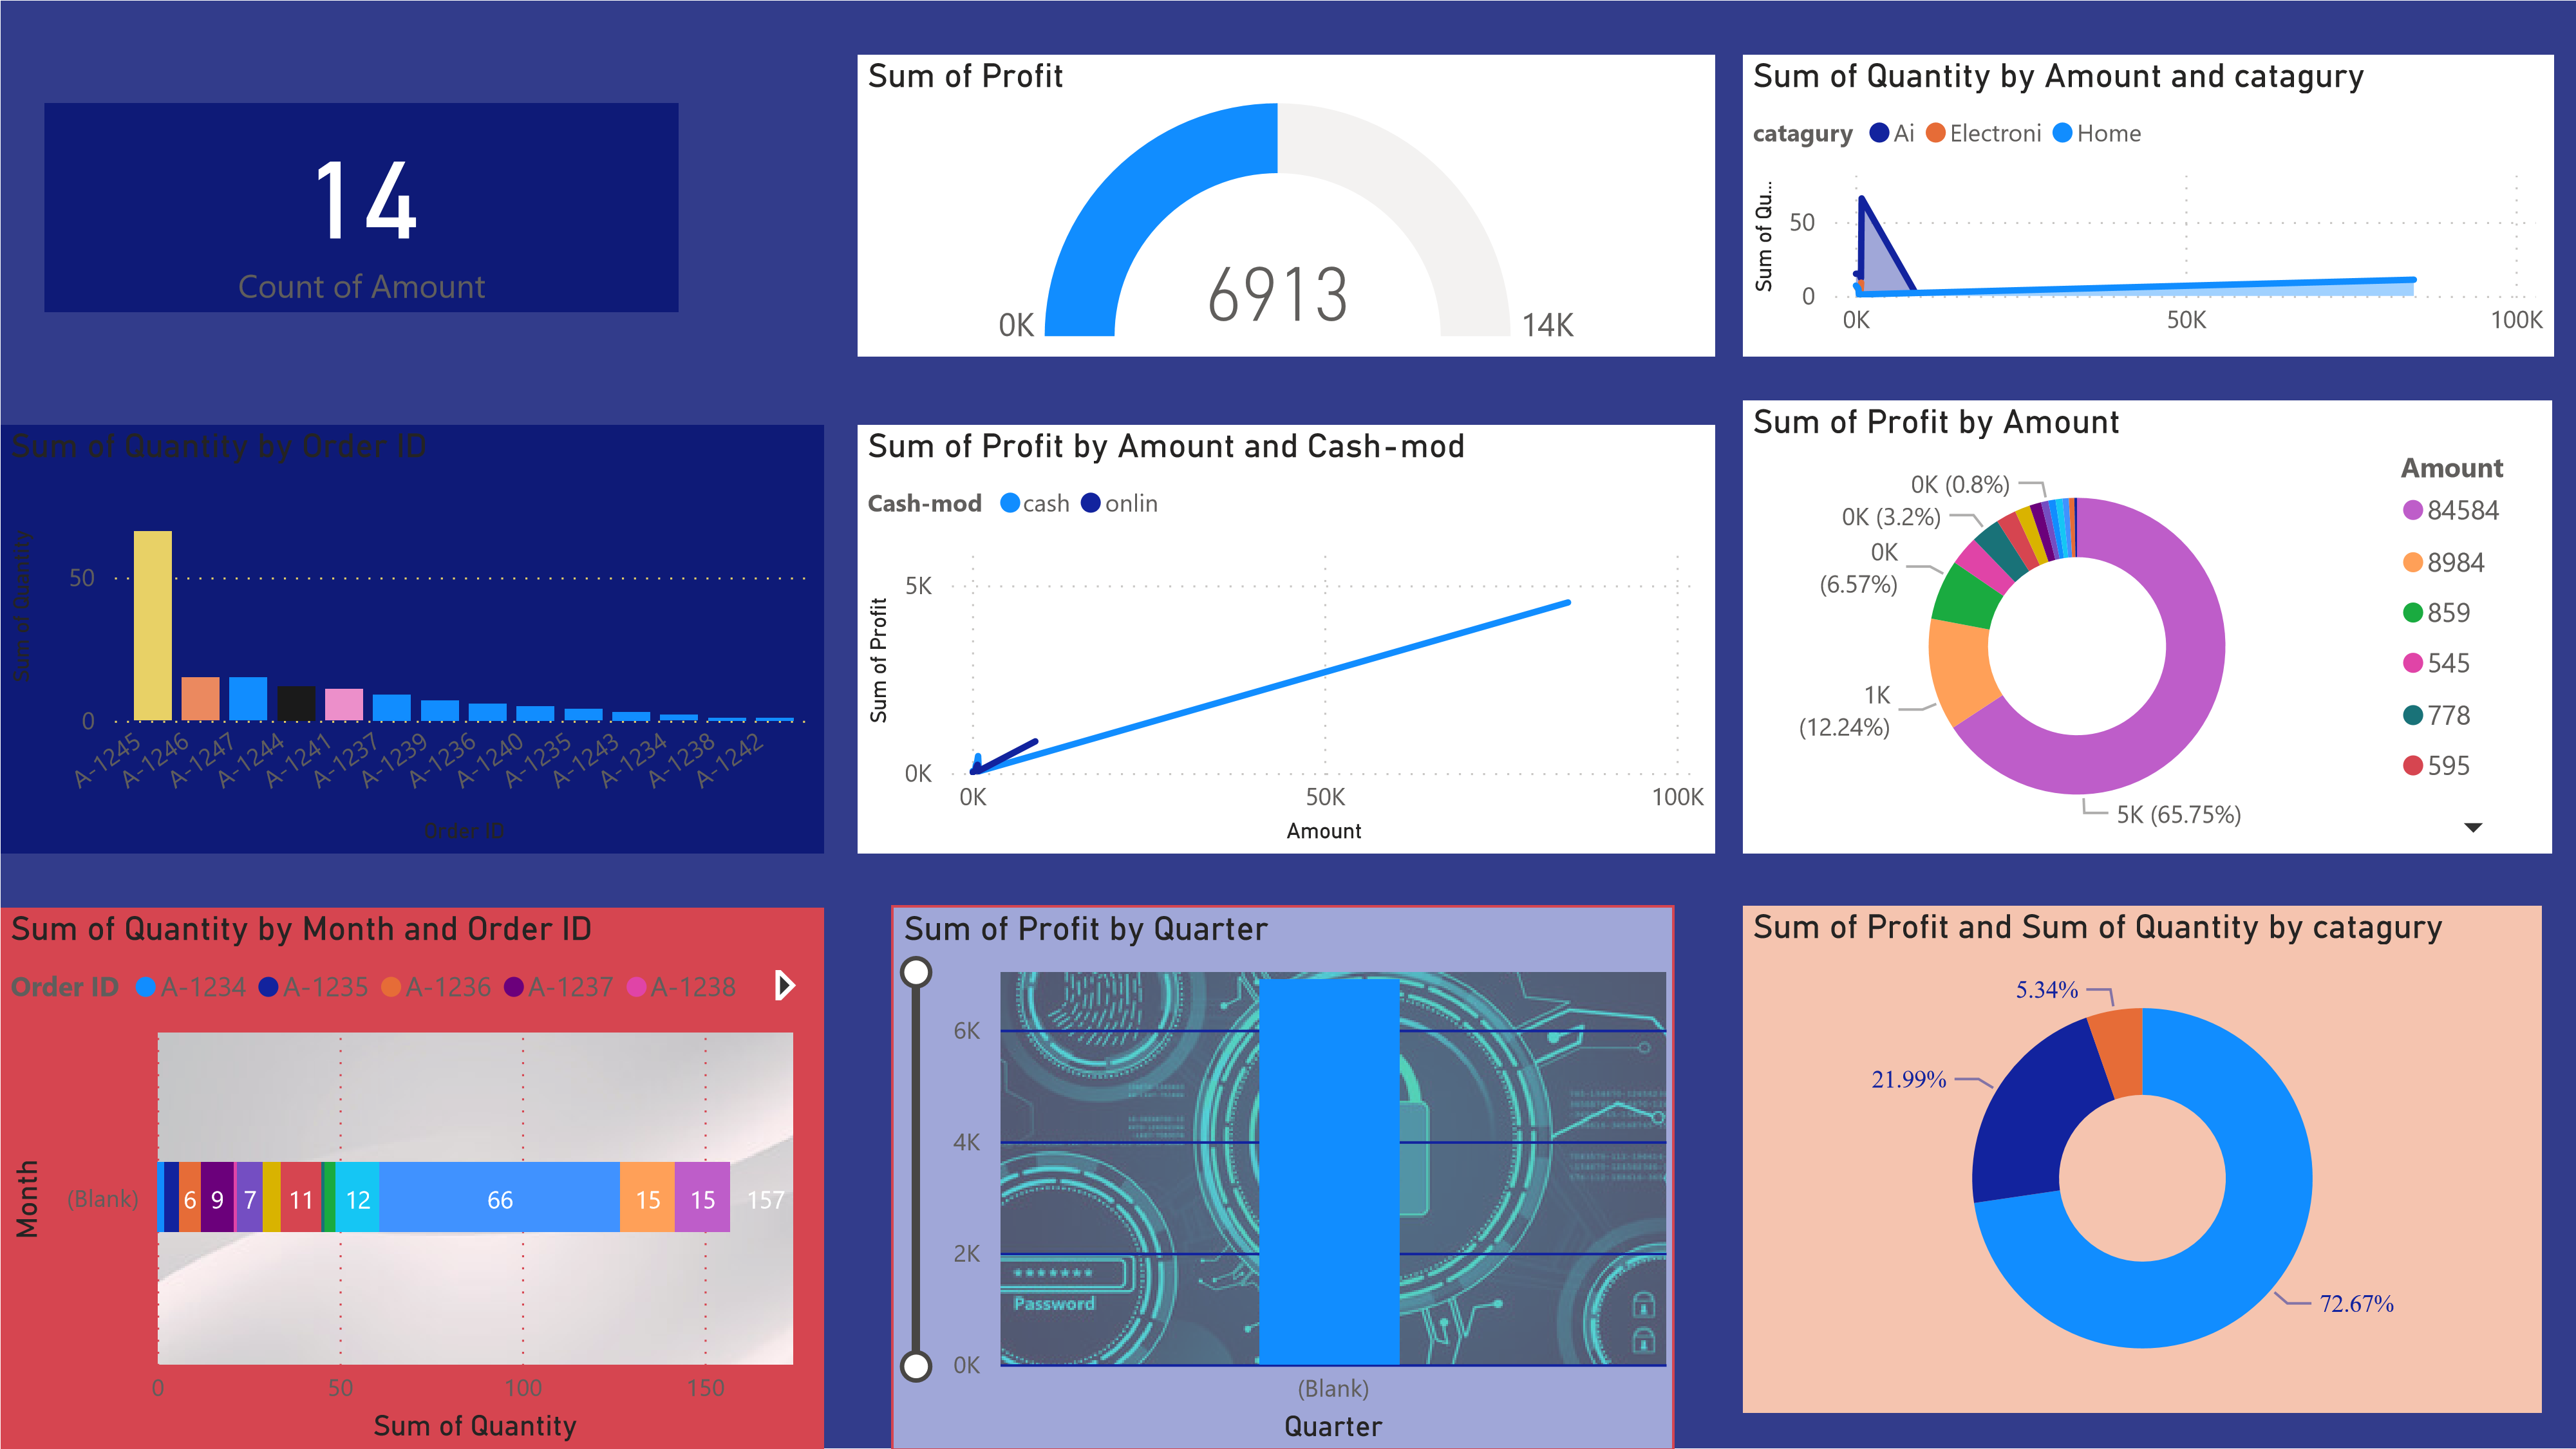 14
Count of Amount
Sum of Profit
6913
0K
14K
Sum of Quantity by Amount and catagury
catagury Ai Electroni Home
Sum of Qu...
50
0
0K 50K 100K
Sum of Quantity by Order ID
Sum of Quantity
50
0
A-1245 A-1246 A-1247 A-1244 A-1241 A-1237 A-1239 A-1236 A-1240 A-1235 A-1243 A-1234 A-1238 A-1242
Order ID
Sum of Profit by Amount and Cash-mod
Cash-mod cash onlin
Sum of Profit
5K
0K
0K 50K 100K
Amount
Sum of Profit by Amount
0K (0.8%)
0K (3.2%)
0K
(6.57%)
1K
(12.24%)
5K (65.75%)
Amount
84584
8984
859
545
778
595
Sum of Quantity by Month and Order ID
Order ID A-1234 A-1235 A-1236 A-1237 A-1238
Month
(Blank)
6 9 7 11 12 66 15 15 157
0 50 100 150
Sum of Quantity
Sum of Profit by Quarter
6K
4K
2K
0K
*******
Password
(Blank)
Quarter
Sum of Profit and Sum of Quantity by catagury
5.34%
21.99%
72.67%